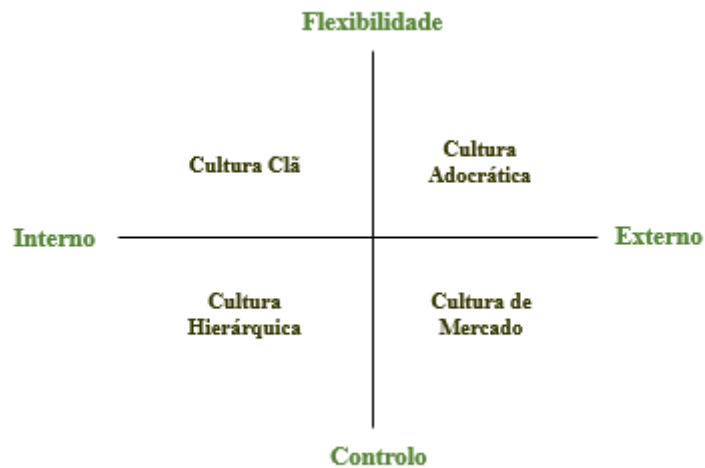 Flexibilidade
Cultura Clã
Cultura
Adocrática
Interno
Externo
Cultura
Hierárquica
Cultura de
Mercado
Controlo